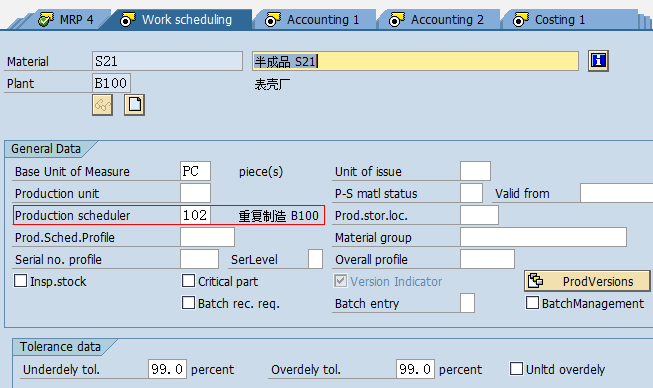 MRP 4 Work scheduling Accounting 1 Accounting 2 Costing 1
Material S21 半成品 S21
Plant B100 表壳厂
General Data
Base Unit of Measure PC piece(s) Unit of issue
Production unit P-S matl status Valid from
Production scheduler 102 重复制造 B100 Prod.stor.loc.
Prod.Sched.Profile Material group
Serial no. profile SerLevel Overall profile
Insp.stock Critical part Version Indicator ProdVersions
Batch rec. req. Batch entry BatchManagement
Tolerance data
Underdely tol. 99.0 percent Overdely tol. 99.0 percent Unltd overdely